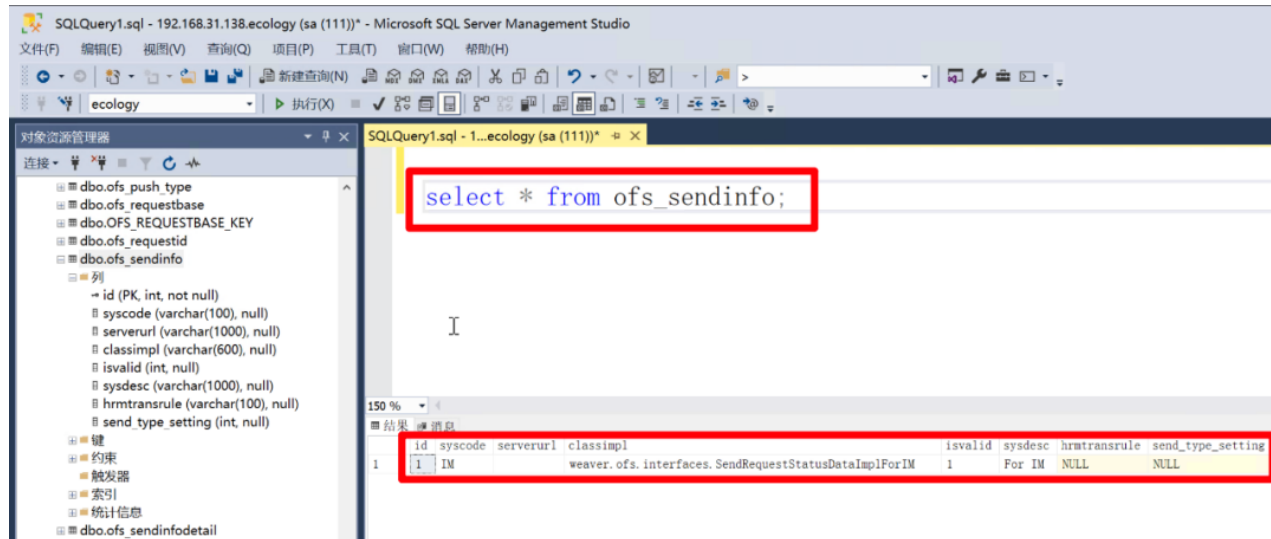 SQLQuery1.sql - 192.168.31.138.ecology (sa (111))* - Microsoft SQL Server Management Studio
文件(F) 编辑(E) 视图(V) 查询(Q) 项目(P) 工具(T) 窗口(W) 帮助(H)
新建查询(N) MDX DMX XMLA DAX >
ecology 执行(X)
对象资源管理器
SQLQuery1.sql - 1...ecology (sa (111))*
连接
dbo.ofs_push_type
dbo.ofs_requestbase
dbo.OFS_REQUESTBASE_KEY
dbo.ofs_requestid
dbo.ofs_sendinfo
列
id (PK, int, not null)
syscode (varchar(100), null)
serverurl (varchar(1000), null)
classimpl (varchar(600), null)
isvalid (int, null)
sysdesc (varchar(1000), null)
hrmtransrule (varchar(100), null)
send_type_setting (int, null)
键
约束
触发器
索引
统计信息
dbo.ofs_sendinfodetail
select * from ofs_sendinfo;
150 %
结果 消息
id syscode serverurl classimpl isvalid sysdesc hrmtransrule send_type_setting
1 1 IM weaver.ofs.interfaces.SendRequestStatusDataImplForIM 1 For IM NULL NULL